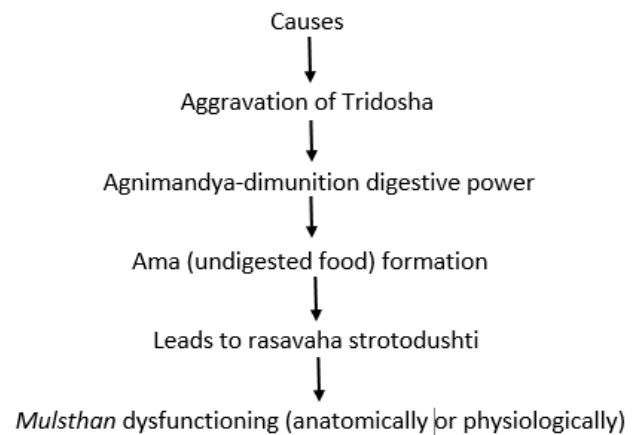 Causes
Aggravation of Tridosha
Agnimandya-dimunition digestive power
Ama (undigested food) formation
Leads to rasavaha strotodushti
Mulsthan dysfunctioning (anatomically or physiologically)